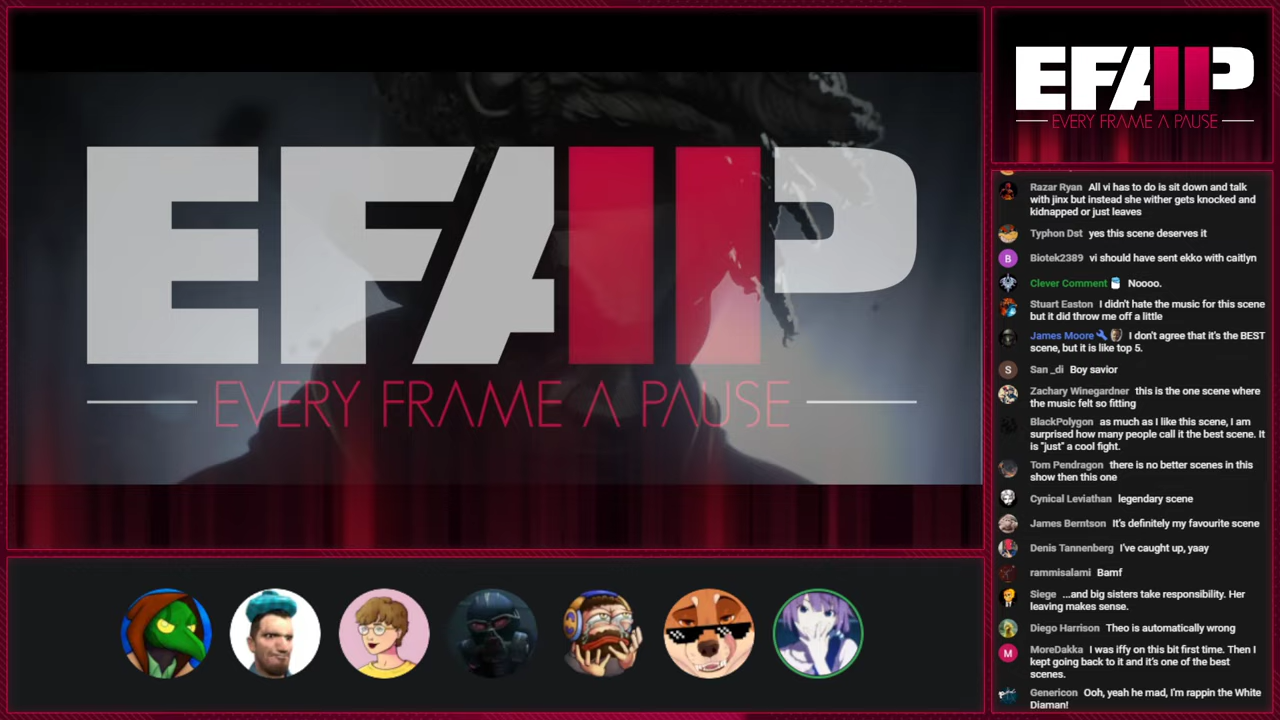 EFAP
EVERY FRAME A PAUSE
EFAP
EVERY FRAME A PAUSE
Razar Ryan All vi has to do is sit down and talk
with jinx but instead she wither gets knocked and
kidnapped or just leaves
Typhon Dst yes this scene deserves it
B Biotek2389 vi should have sent ekko with caitlyn
Clever Comment Noooo.
Stuart Easton I didn't hate the music for this scene
but it did throw me off a little
James Moore I don't agree that it's the BEST
scene, but it is like top 5.
S San _di Boy savior
Zachary Winegardner this is the one scene where
the music felt so fitting
BlackPolygon as much as I like this scene, I am
surprised how many people call it the best scene. It
is "just" a cool fight.
Tom Pendragon there is no better scenes in this
show then this one
Cynical Leviathan legendary scene
James Berntson It's definitely my favourite scene
Denis Tannenberg I've caught up, yaay
rammisalami Bamf
Siege ...and big sisters take responsibility. Her
leaving makes sense.
Diego Harrison Theo is automatically wrong
M MoreDakka I was iffy on this bit first time. Then I
kept going back to it and it's one of the best
scenes.
Genericon Ooh, yeah he mad, I'm rappin the White
Diaman!